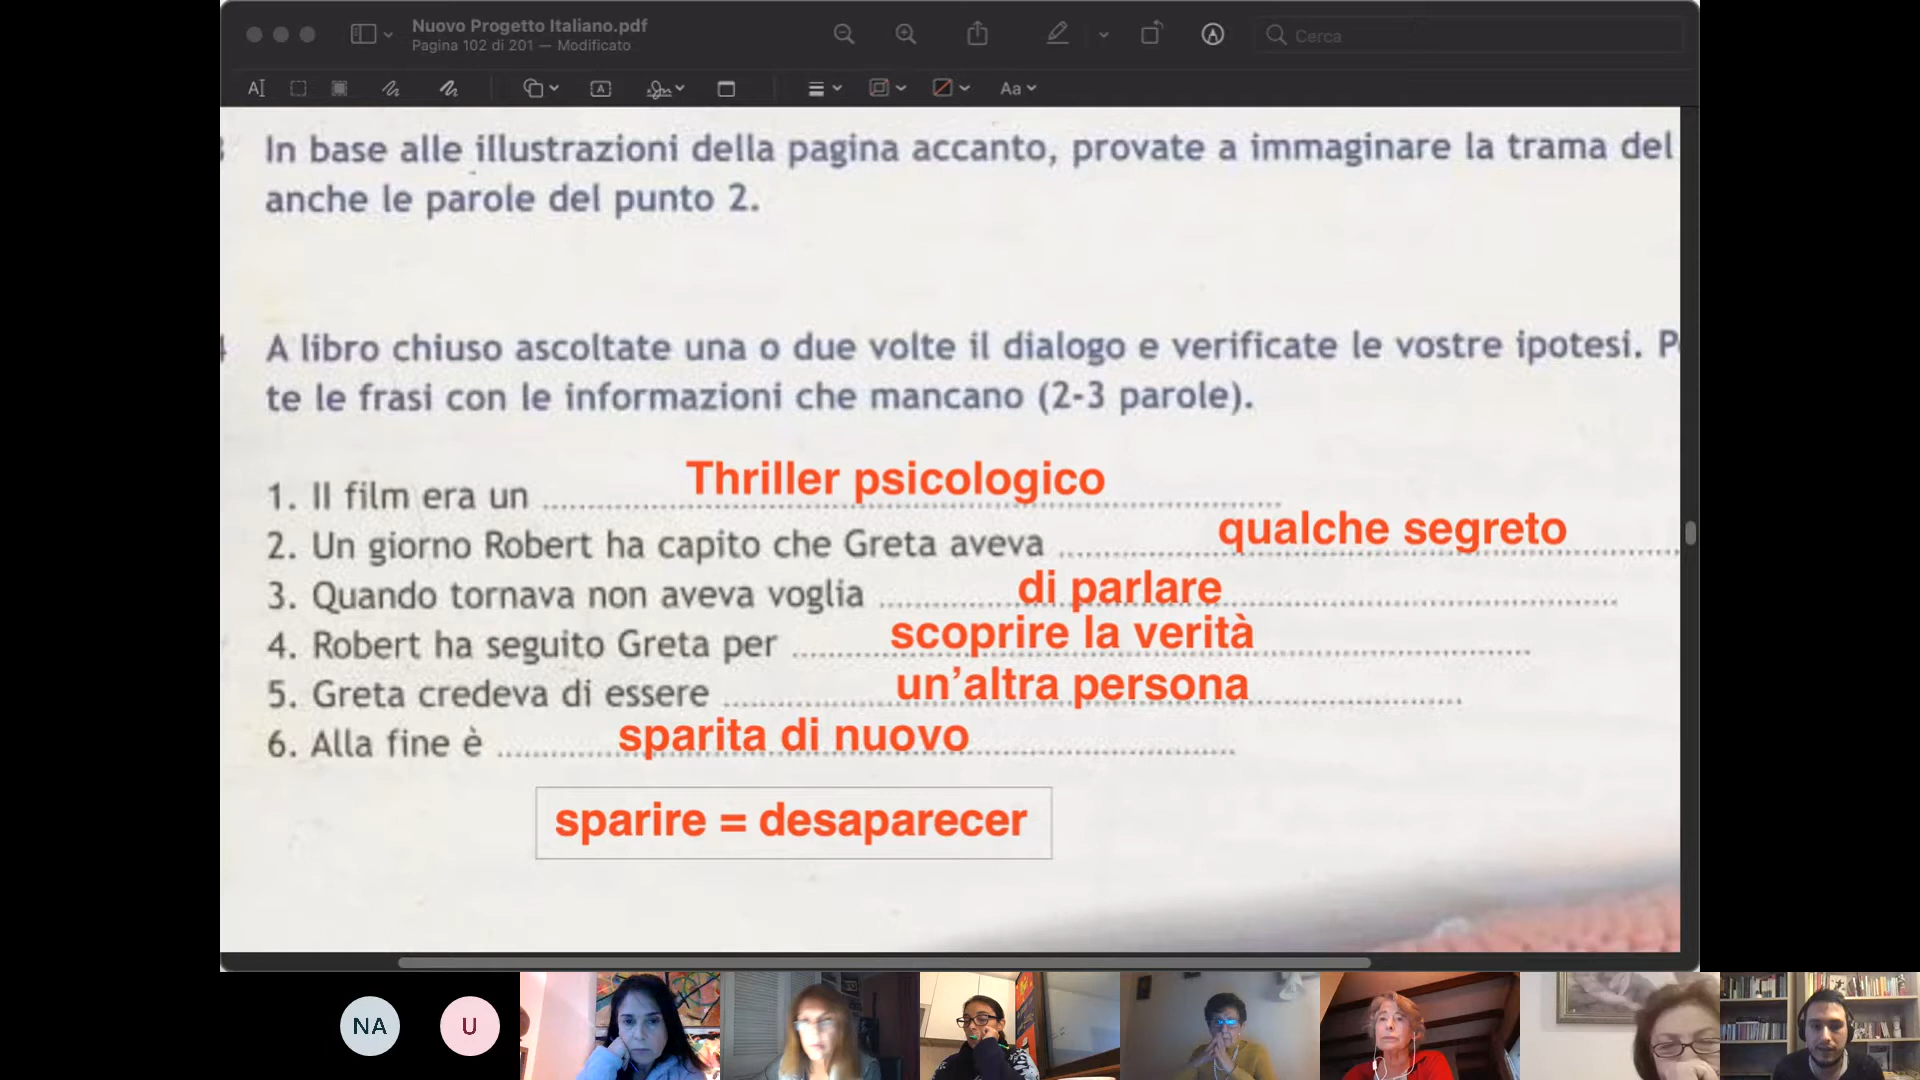 Nuovo Progetto Italiano.pdf
Pagina 102 di 201 — Modificato
Cerca
Aa
In base alle illustrazioni della pagina accanto, provate a immaginare la trama del
anche le parole del punto 2.
A libro chiuso ascoltate una o due volte il dialogo e verificate le vostre ipotesi.
te le frasi con le informazioni che mancano (2-3 parole).
1. Il film era un Thriller psicologico
2. Un giorno Robert ha capito che Greta aveva qualche segreto
3. Quando tornava non aveva voglia di parlare
4. Robert ha seguito Greta per scoprire la verità
5. Greta credeva di essere un’altra persona
6. Alla fine è sparita di nuovo
sparire = desaparecer
NA
U